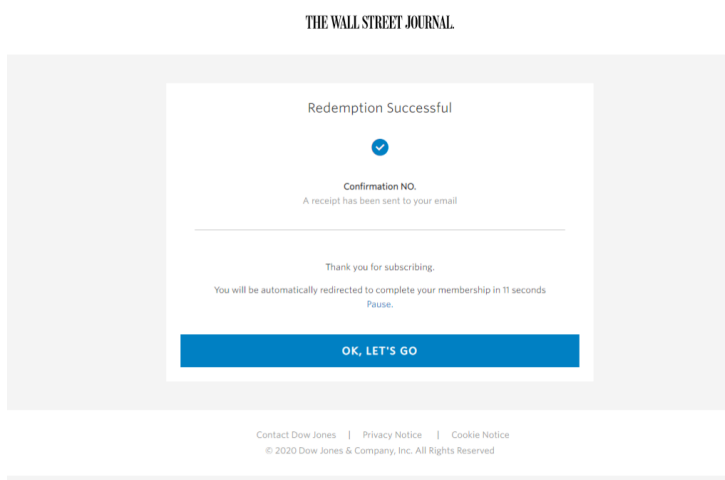 THE WALL STREET JOURNAL.
Redemption Successful
Confirmation NO.
A receipt has been sent to your email
Thank you for subscribing.
You will be automatically redirected to complete your membership in 11 seconds
Pause.
OK, LET'S GO
Contact Dow Jones | Privacy Notice | Cookie Notice
© 2020 Dow Jones & Company, Inc. All Rights Reserved